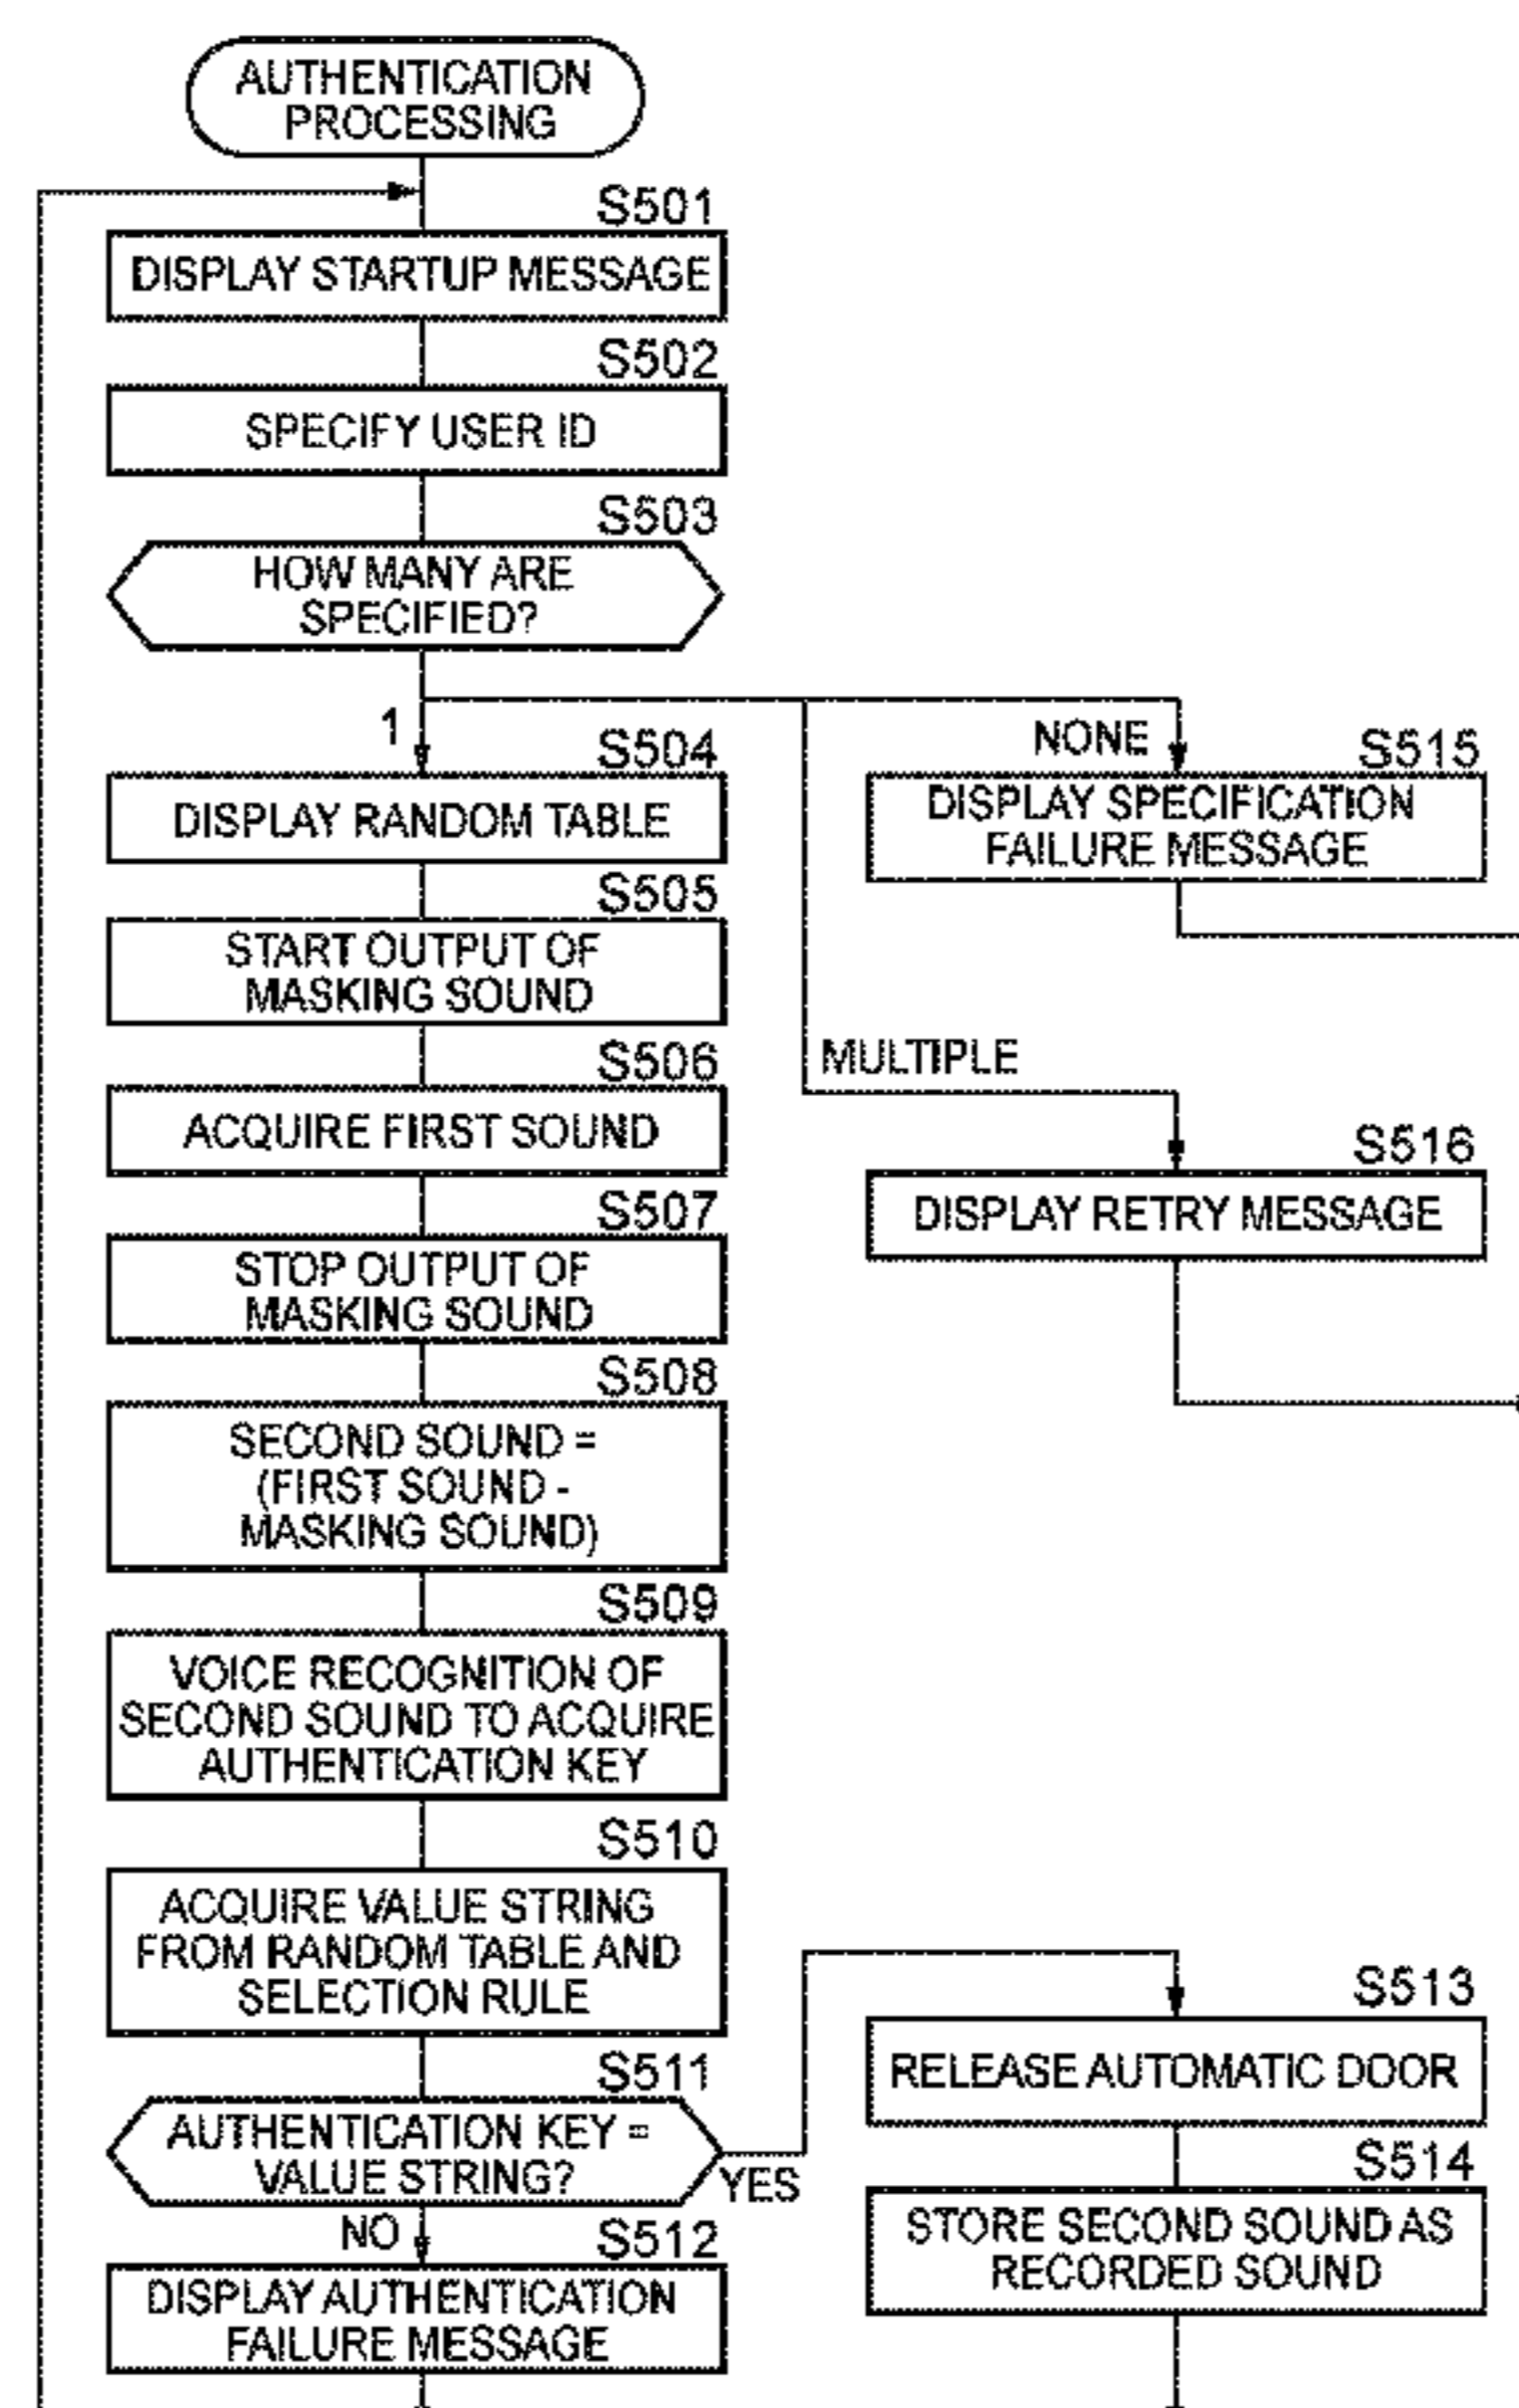 AUTHENTICATION
PROCESSING
S501
DISPLAY STARTUP MESSAGE
S502
SPECIFY USER ID
S503
HOW MANY ARE
SPECIFIED?
1
S504
DISPLAY RANDOM TABLE
NONE
S515
DISPLAY SPECIFICATION
FAILURE MESSAGE
S505
START OUTPUT OF
MASKING SOUND
MULTIPLE
S506
ACQUIRE FIRST SOUND
S516
DISPLAY RETRY MESSAGE
S507
STOP OUTPUT OF
MASKING SOUND
S508
SECOND SOUND =
(FIRST SOUND -
MASKING SOUND)
S509
VOICE RECOGNITION OF
SECOND SOUND TO ACQUIRE
AUTHENTICATION KEY
S510
ACQUIRE VALUE STRING
FROM RANDOM TABLE AND
SELECTION RULE
S511
AUTHENTICATION KEY =
VALUE STRING?
YES
NO
S512
DISPLAY AUTHENTICATION
FAILURE MESSAGE
S513
RELEASE AUTOMATIC DOOR
S514
STORE SECOND SOUND AS
RECORDED SOUND